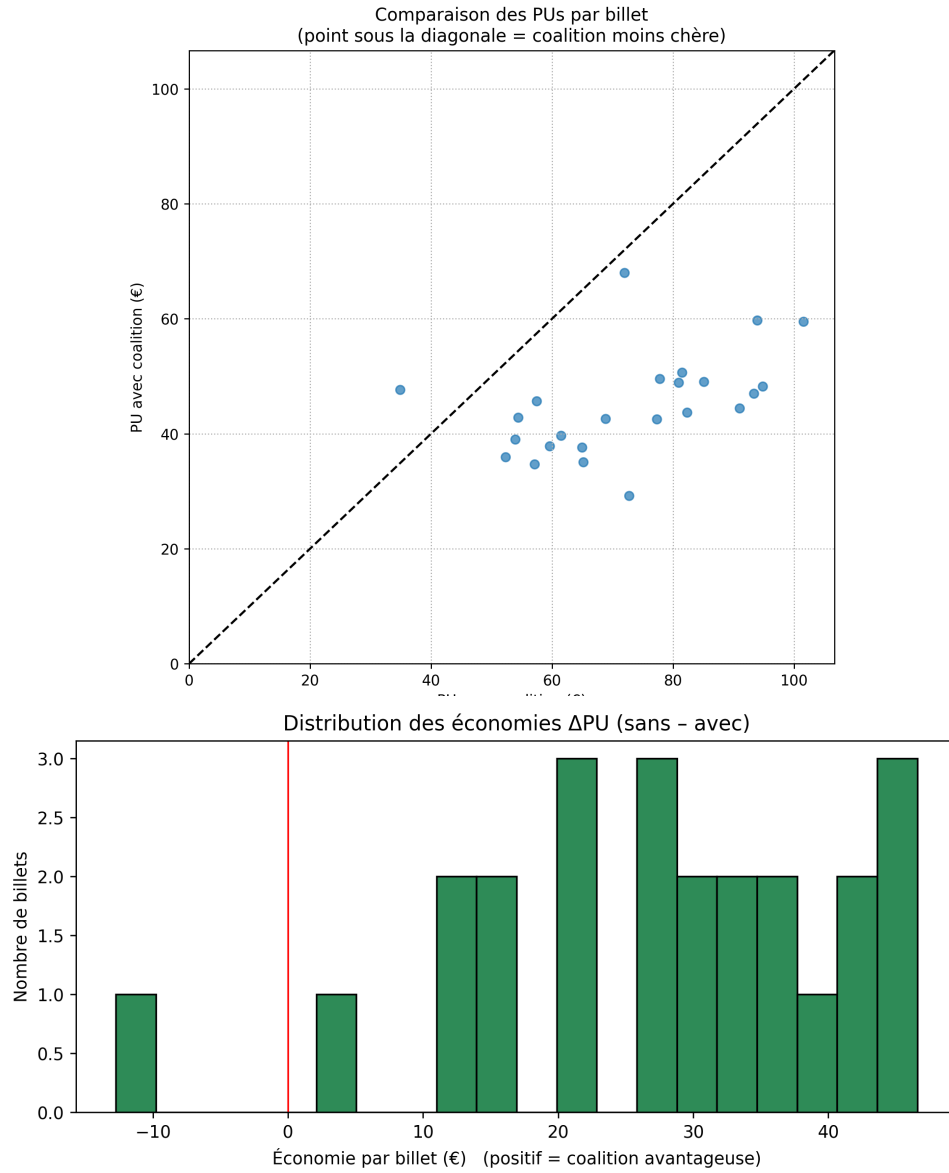 Comparaison des PUs par billet
(point sous la diagonale = coalition moins chère)
100
80
60
40
20
0
PU avec coalition (€)
0 20 40 60 80 100
Distribution des économies ΔPU (sans – avec)
3.0
2.5
2.0
1.5
1.0
0.5
0.0
Nombre de billets
−10 0 10 20 30 40
Économie par billet (€) (positif = coalition avantageuse)